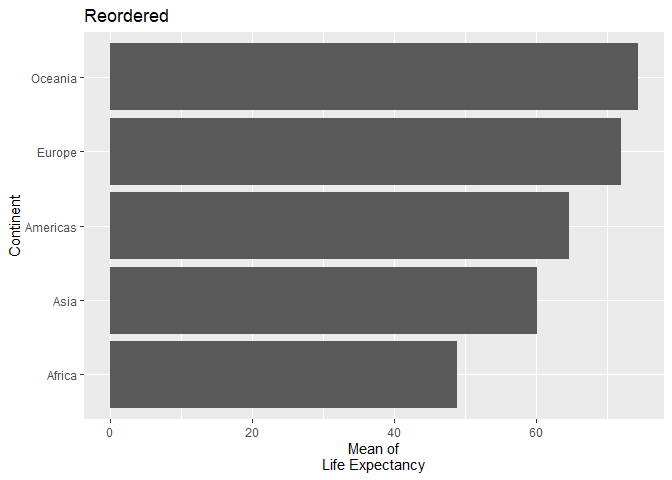 Reordered
Continent
Oceania
Europe
Americas
Asia
Africa
0 20 40 60
Mean of
Life Expectancy